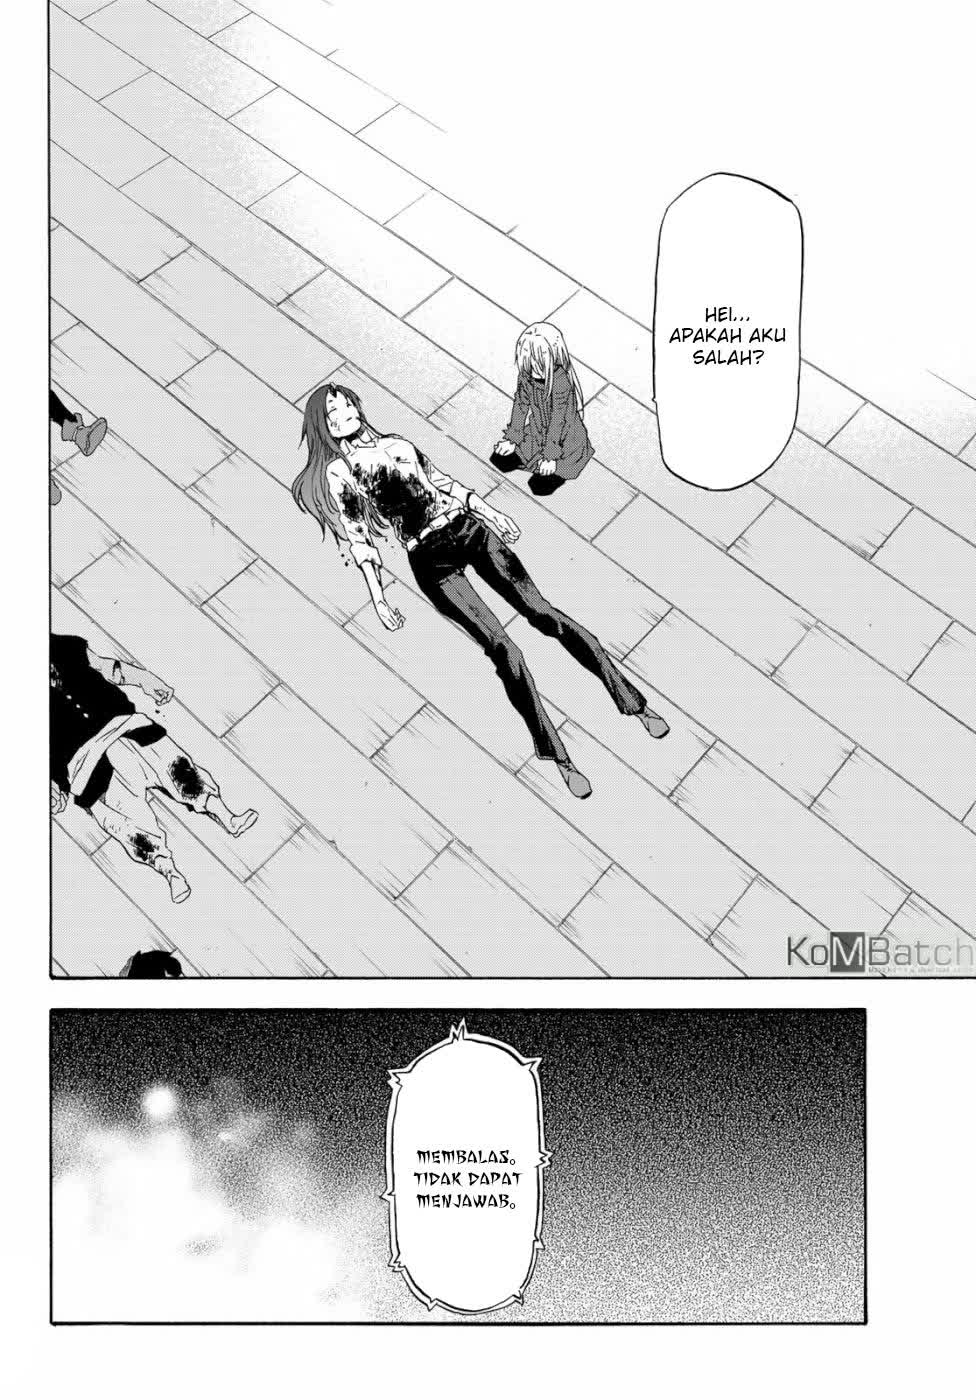 HEI...
APAKAH AKU
SALAH?
KoMBatch
MEMBALAS.
TIDAK DAPAT
MENJAWAB.